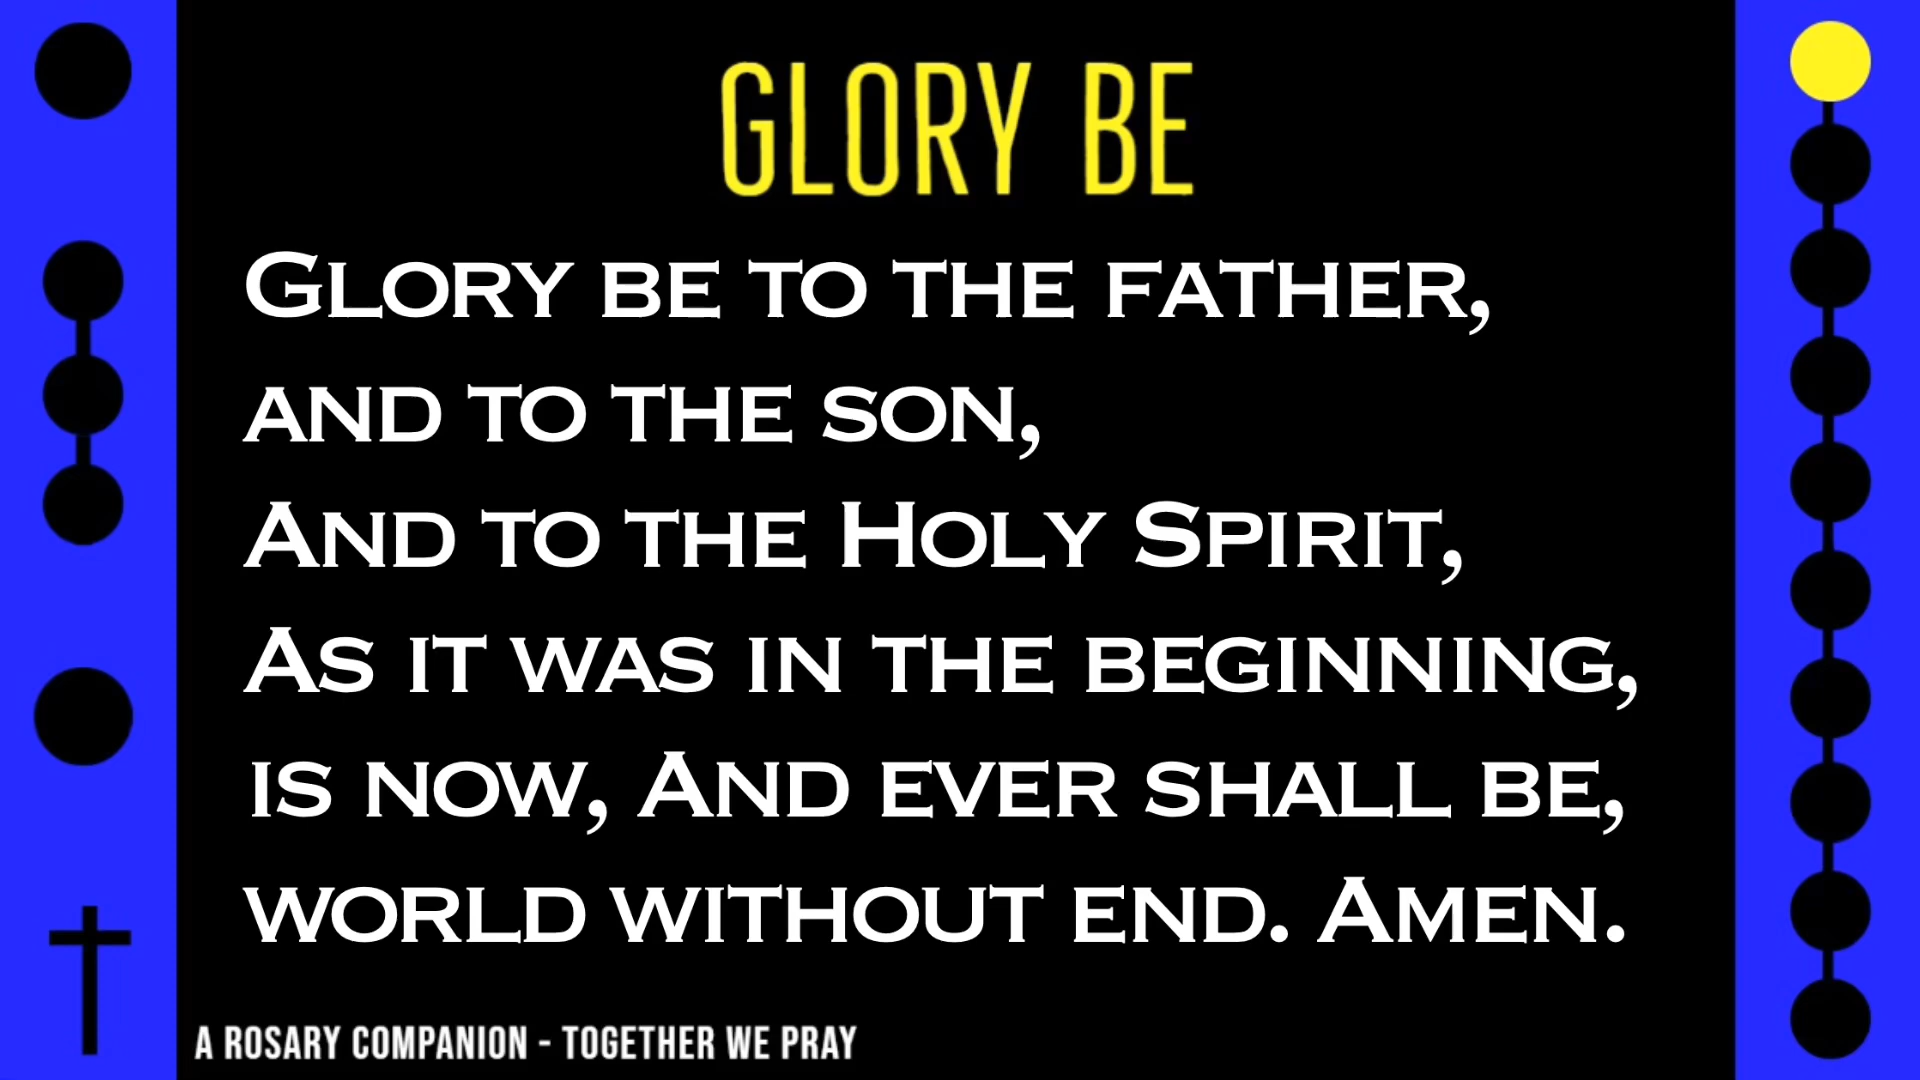 GLORY BE
Glory be to the father,
and to the son,
And to the Holy Spirit,
As it was in the beginning,
is now, And ever shall be,
world without end. Amen.
A ROSARY COMPANION - TOGETHER WE PRAY